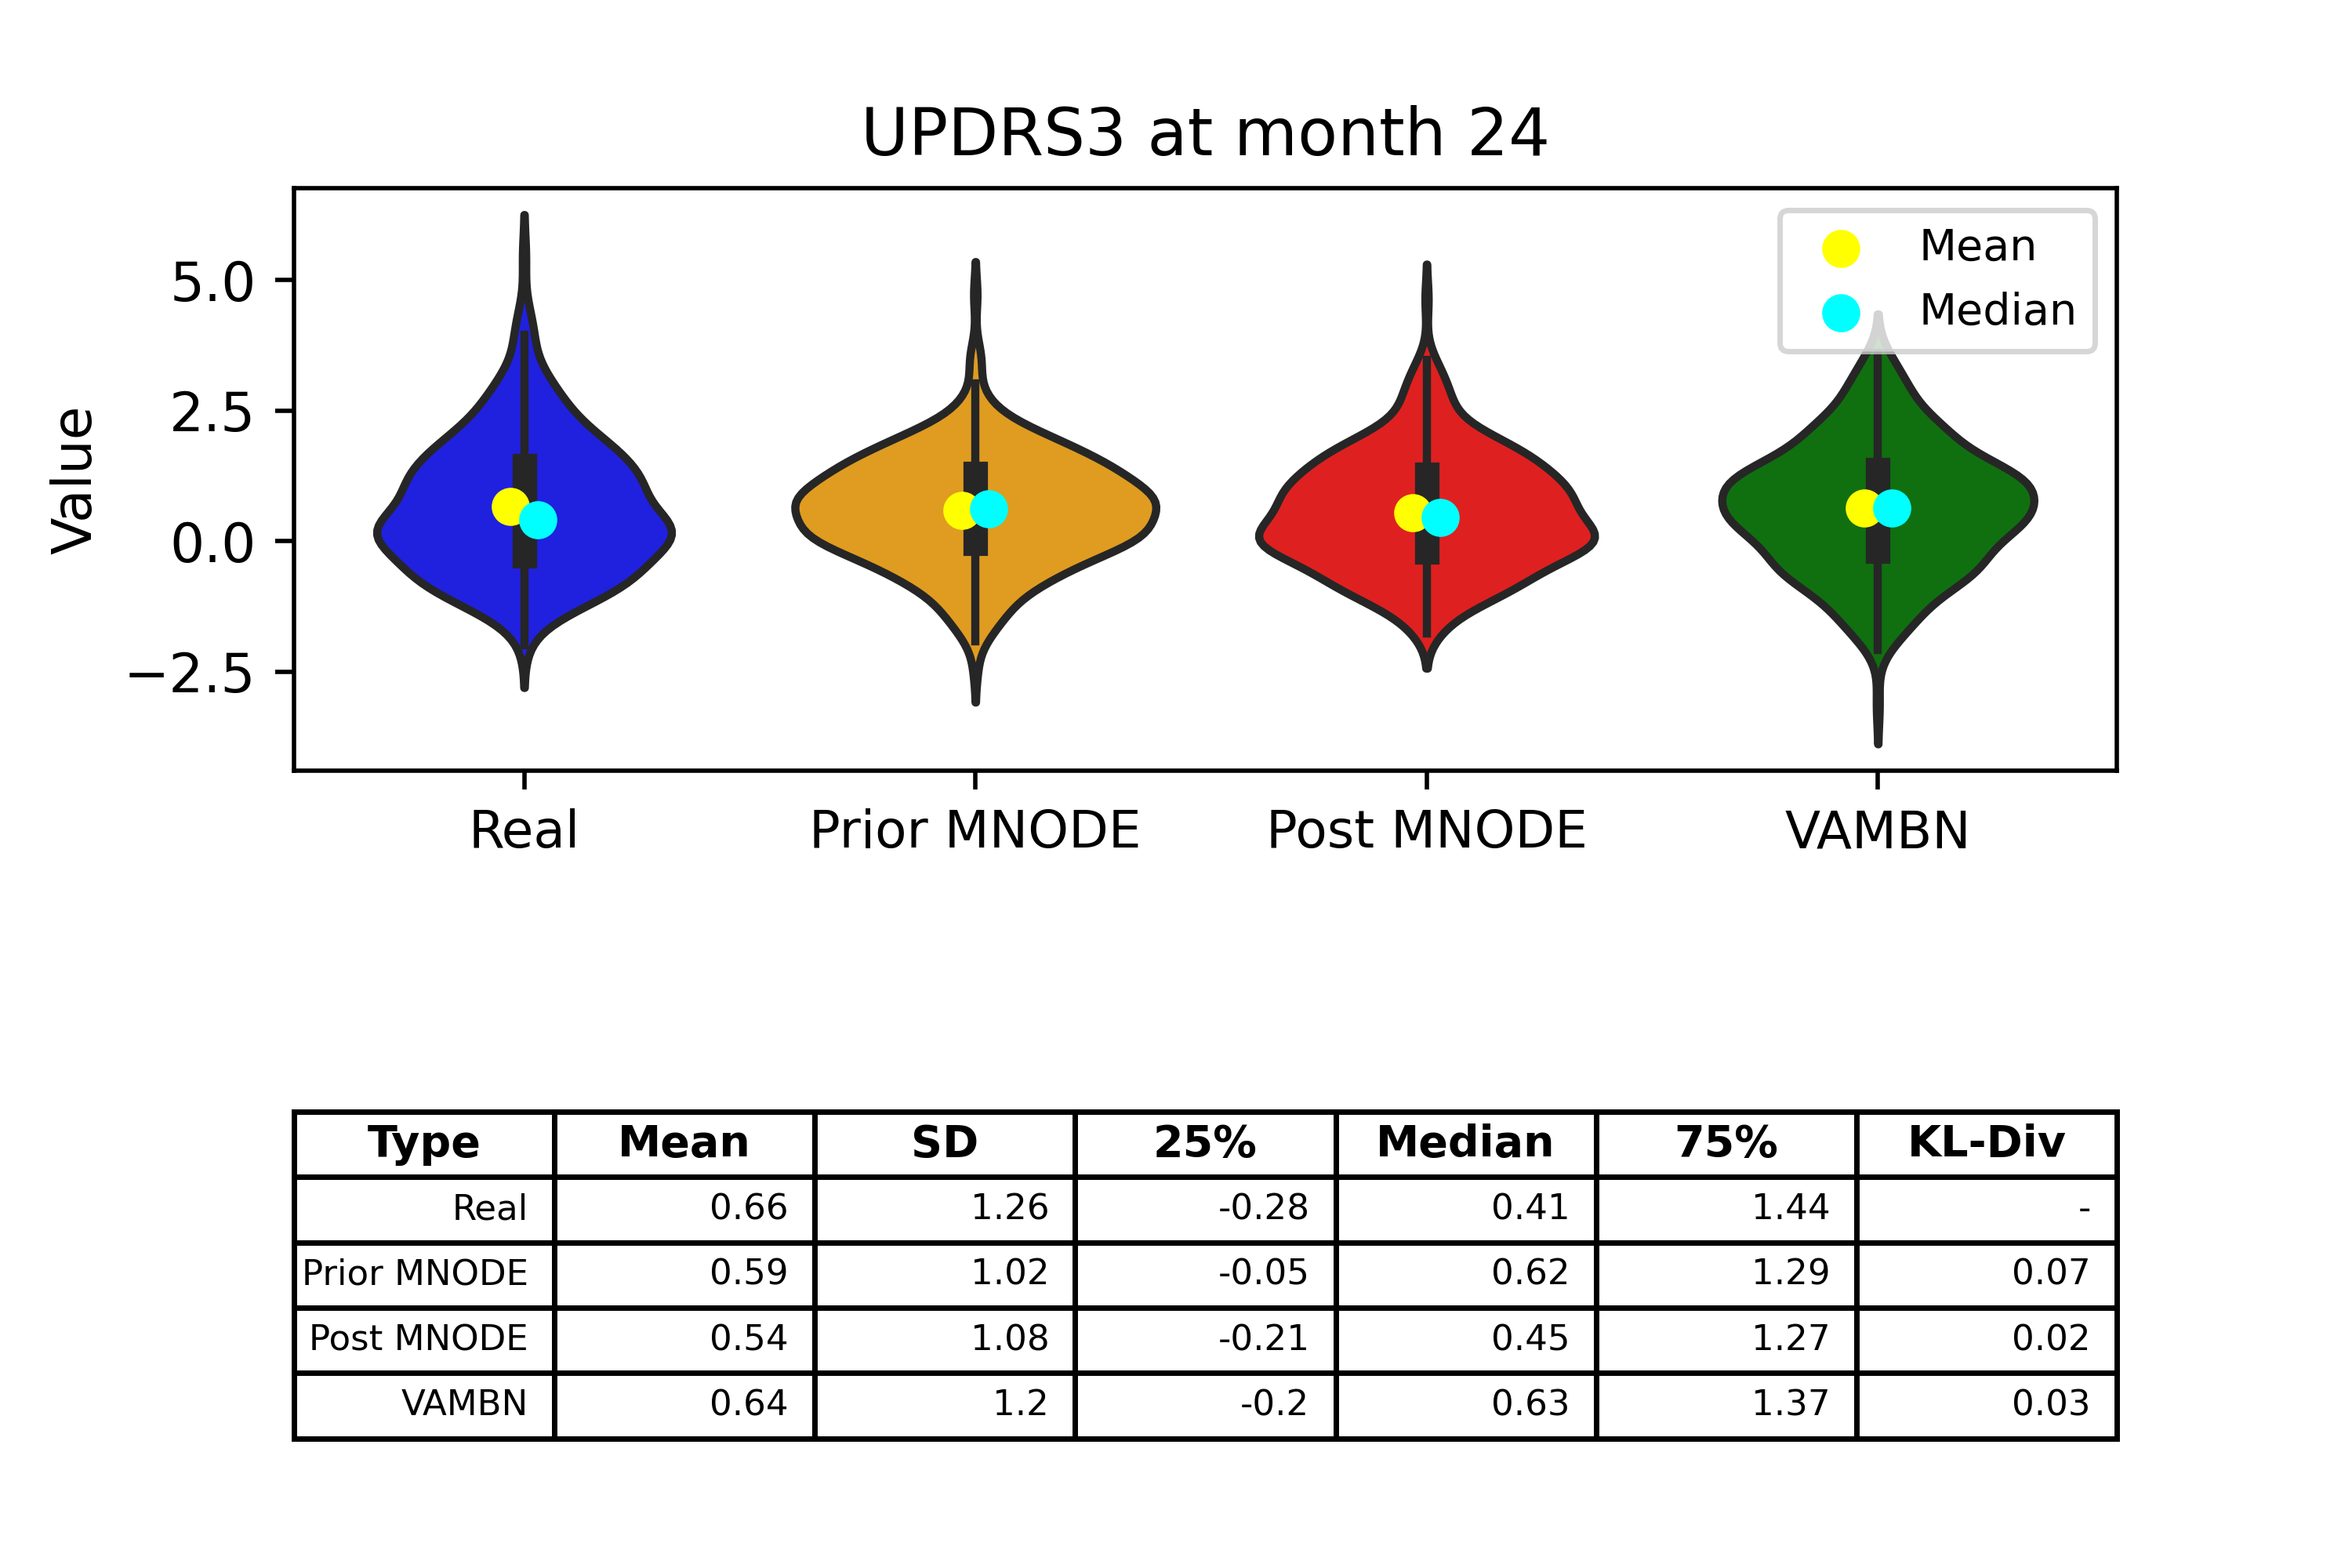 UPDRS3 at month 24
Value
5.0
2.5
0.0
−2.5
Mean
Median
Real Prior MNODE Post MNODE VAMBN
Type Mean SD 25% Median 75% KL-Div
Real 0.66 1.26 -0.28 0.41 1.44 -
Prior MNODE 0.59 1.02 -0.05 0.62 1.29 0.07
Post MNODE 0.54 1.08 -0.21 0.45 1.27 0.02
VAMBN 0.64 1.2 -0.2 0.63 1.37 0.03